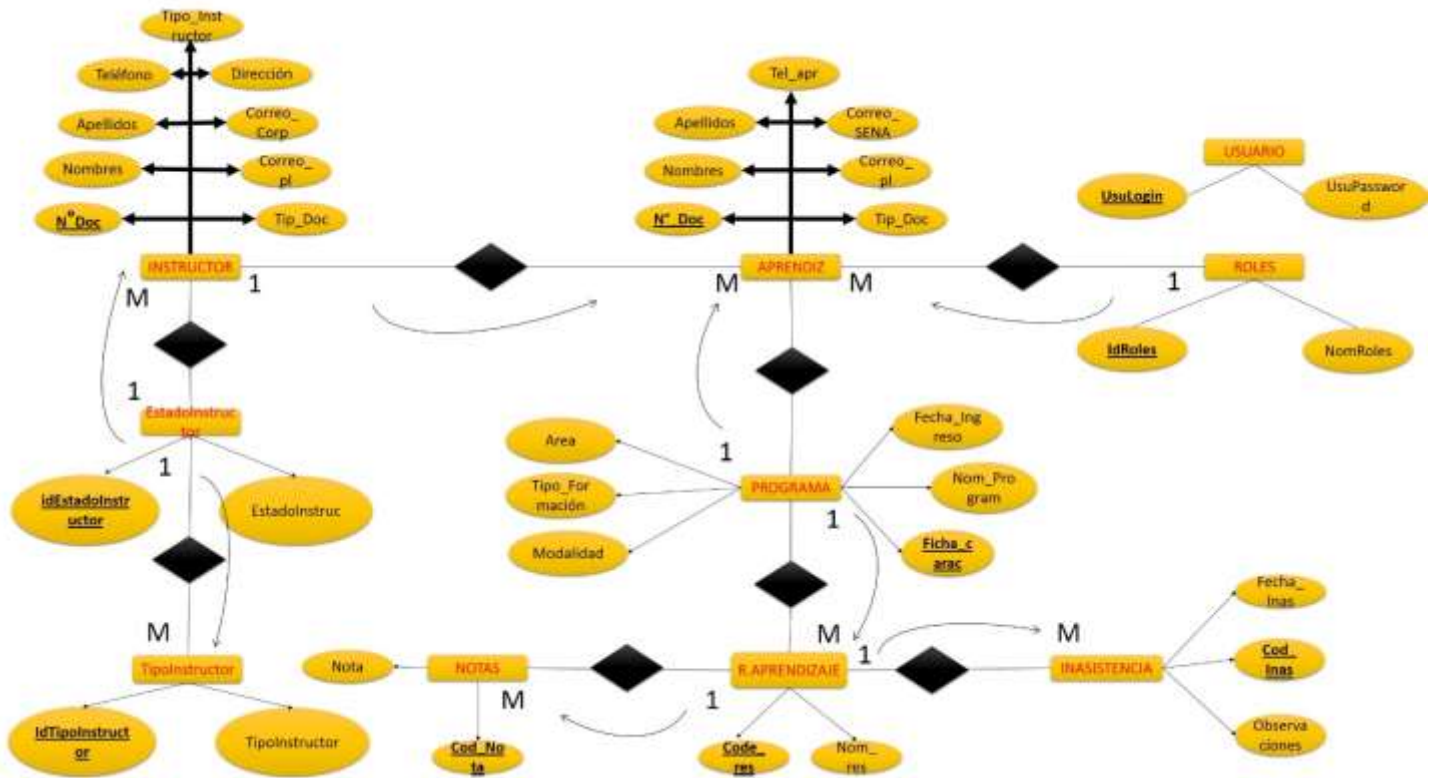 Tipo_Inst
ructor
Teléfono
Dirección
Apellidos
Correo_
Corp
Nombres
Correo_
pl
N°Doc
Tip_Doc
INSTRUCTOR
1
M
Tel_apr
Apellidos
Correo_
SENA
Nombres
Correo_
pl
N°_Doc
Tip_Doc
APRENDIZ
M
M
USUARIO
UsuLogin
UsuPasswor
d
ROLES
1
IdRoles
NomRoles
1
EstadoInstruc
tor
1
idEstadoInstr
uctor
EstadoInstruc
M
TipoInstructor
IdTipoInstruct
or
TipoInstructor
1
Area
Tipo_For
mación
Modalidad
PROGRAMA
1
Fecha_Ing
reso
Nom_Pro
gram
Ficha_c
arac
M
Nota
NOTAS
M
Cod_No
ta
R.APRENDIZAJE
1
1
Code_
res
Nom_
res
M
INASISTENCIA
Fecha_
Inas
Cod_
Inas
Observa
ciones